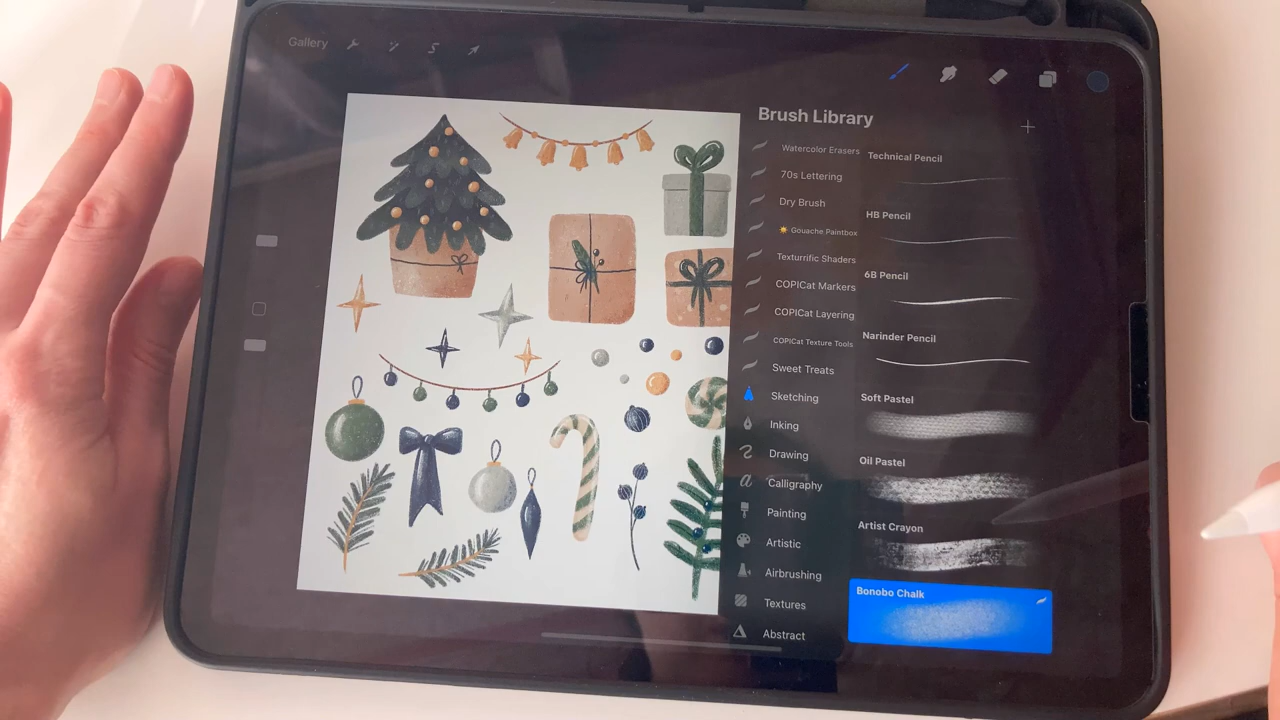 Gallery
Brush Library
Watercolor Erasers
70s Lettering
Dry Brush
Gouache Paintbox
Texturrific Shaders
COPICat Markers
COPICat Layering
COPICat Texture Tools
Sweet Treats
Sketching
Inking
Drawing
Calligraphy
Painting
Artistic
Airbrushing
Textures
Abstract
Technical Pencil
HB Pencil
6B Pencil
Narinder Pencil
Soft Pastel
Oil Pastel
Artist Crayon
Bonobo Chalk